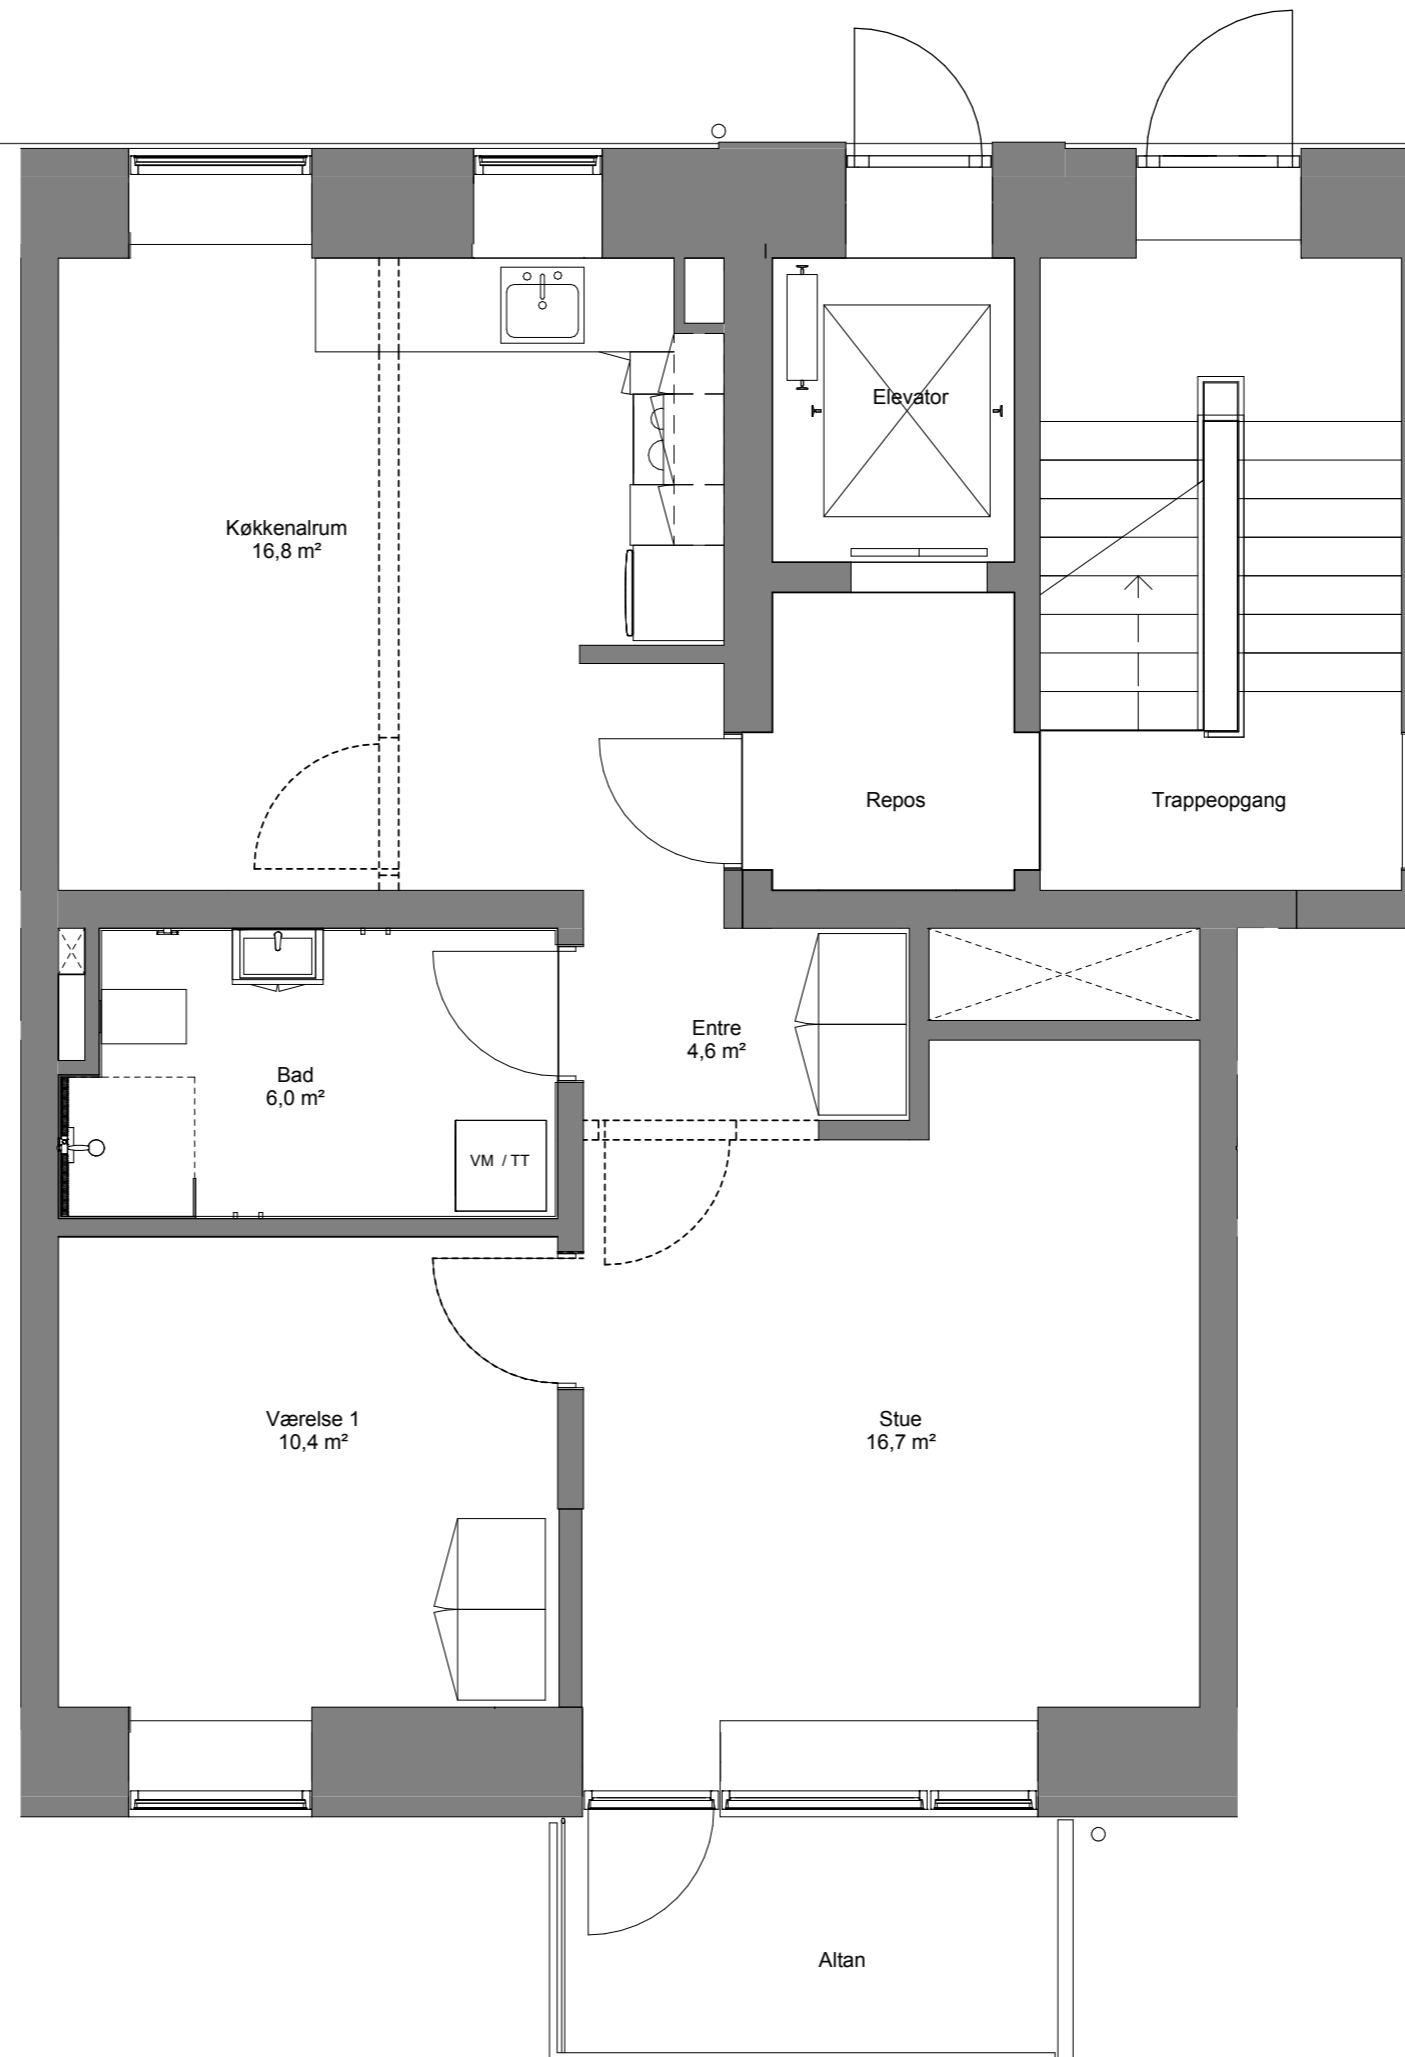 Elevator
Køkkenalrum
16,8 m²
Repos
Trappeopgang
Entre
4,6 m²
Bad
6,0 m²
VM / TT
Værelse 1
10,4 m²
Stue
16,7 m²
Altan